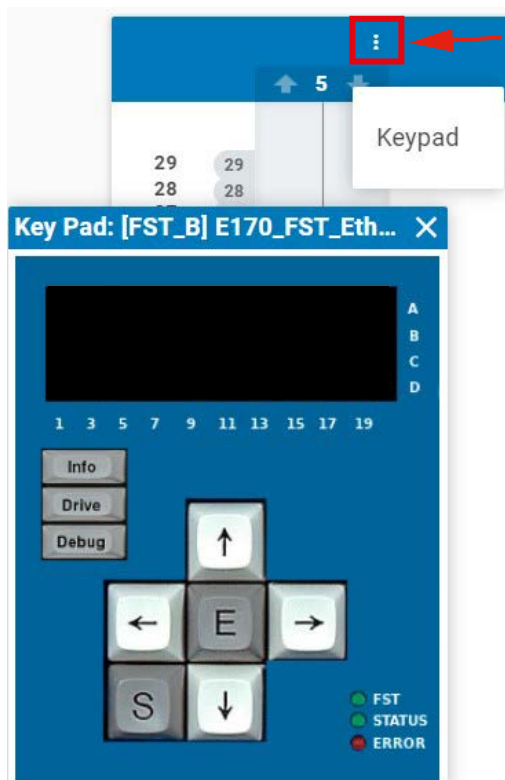 5
Keypad
29 29
28 28
Key Pad: [FST_B] E170_FST_Eth...
A
B
C
D
1 3 5 7 9 11 13 15 17 19
Info
Drive
Debug
E
S
FST
STATUS
ERROR